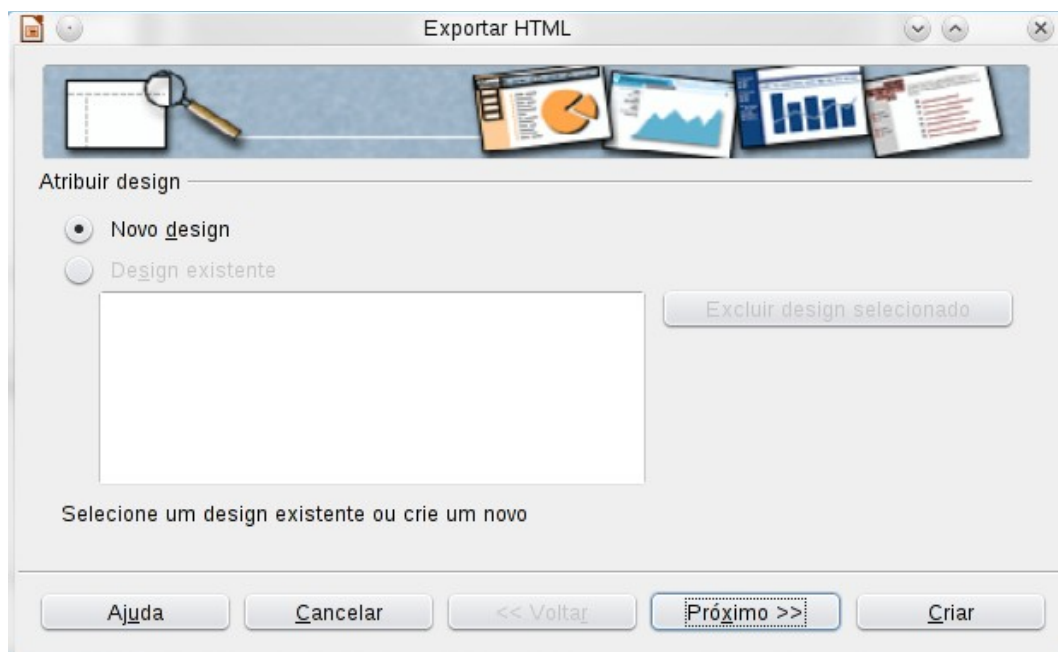 Exportar HTML
Atribuir design
Novo design
Design existente
Excluir design selecionado
Selecione um design existente ou crie um novo
Ajuda
Cancelar
<< Voltar
Próximo >>
Criar